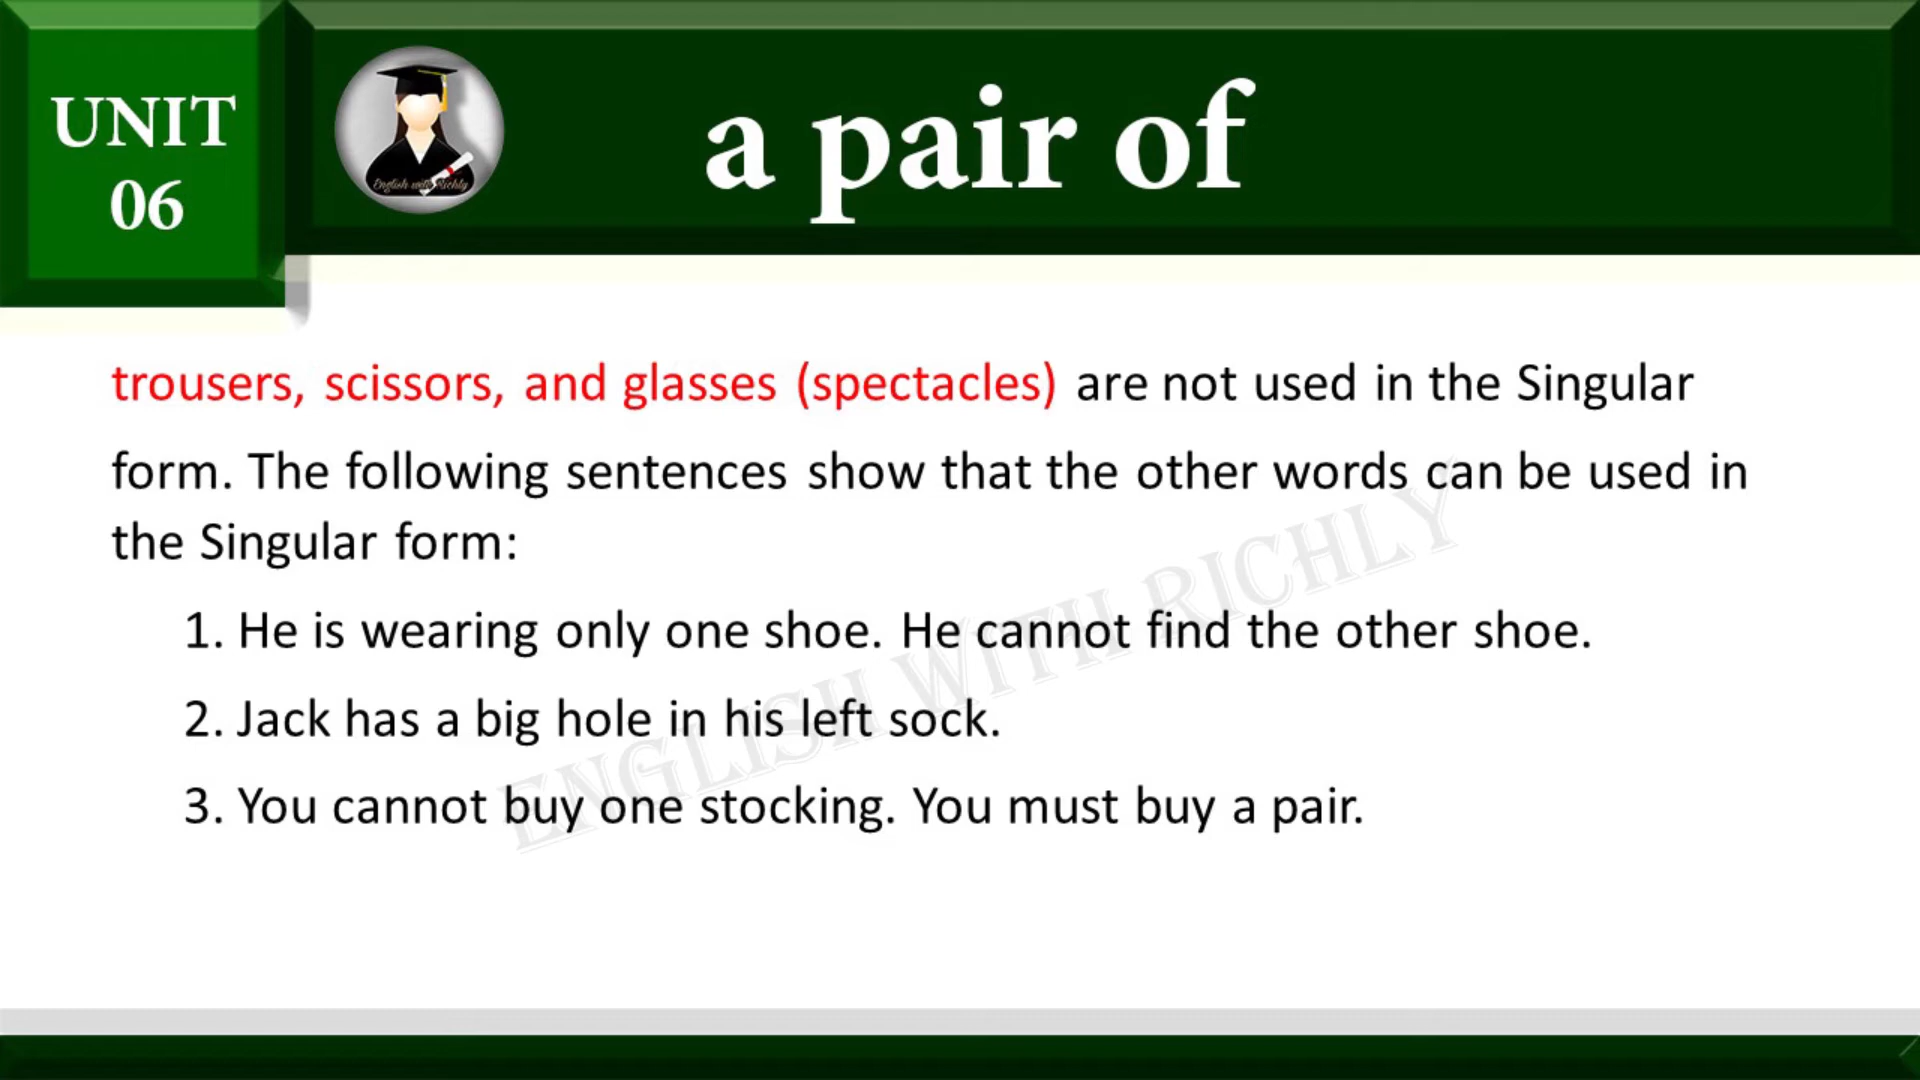 UNIT
06
English with Richly
a pair of
trousers, scissors, and glasses (spectacles) are not used in the Singular
form. The following sentences show that the other words can be used in
the Singular form:
1. He is wearing only one shoe. He cannot find the other shoe.
2. Jack has a big hole in his left sock.
3. You cannot buy one stocking. You must buy a pair.
ENGLISH WITH RICHLY